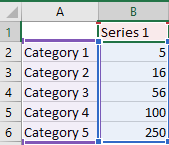 A B
1 Series 1
2 Category 1 5
3 Category 2 16
4 Category 3 56
5 Category 4 100
6 Category 5 250